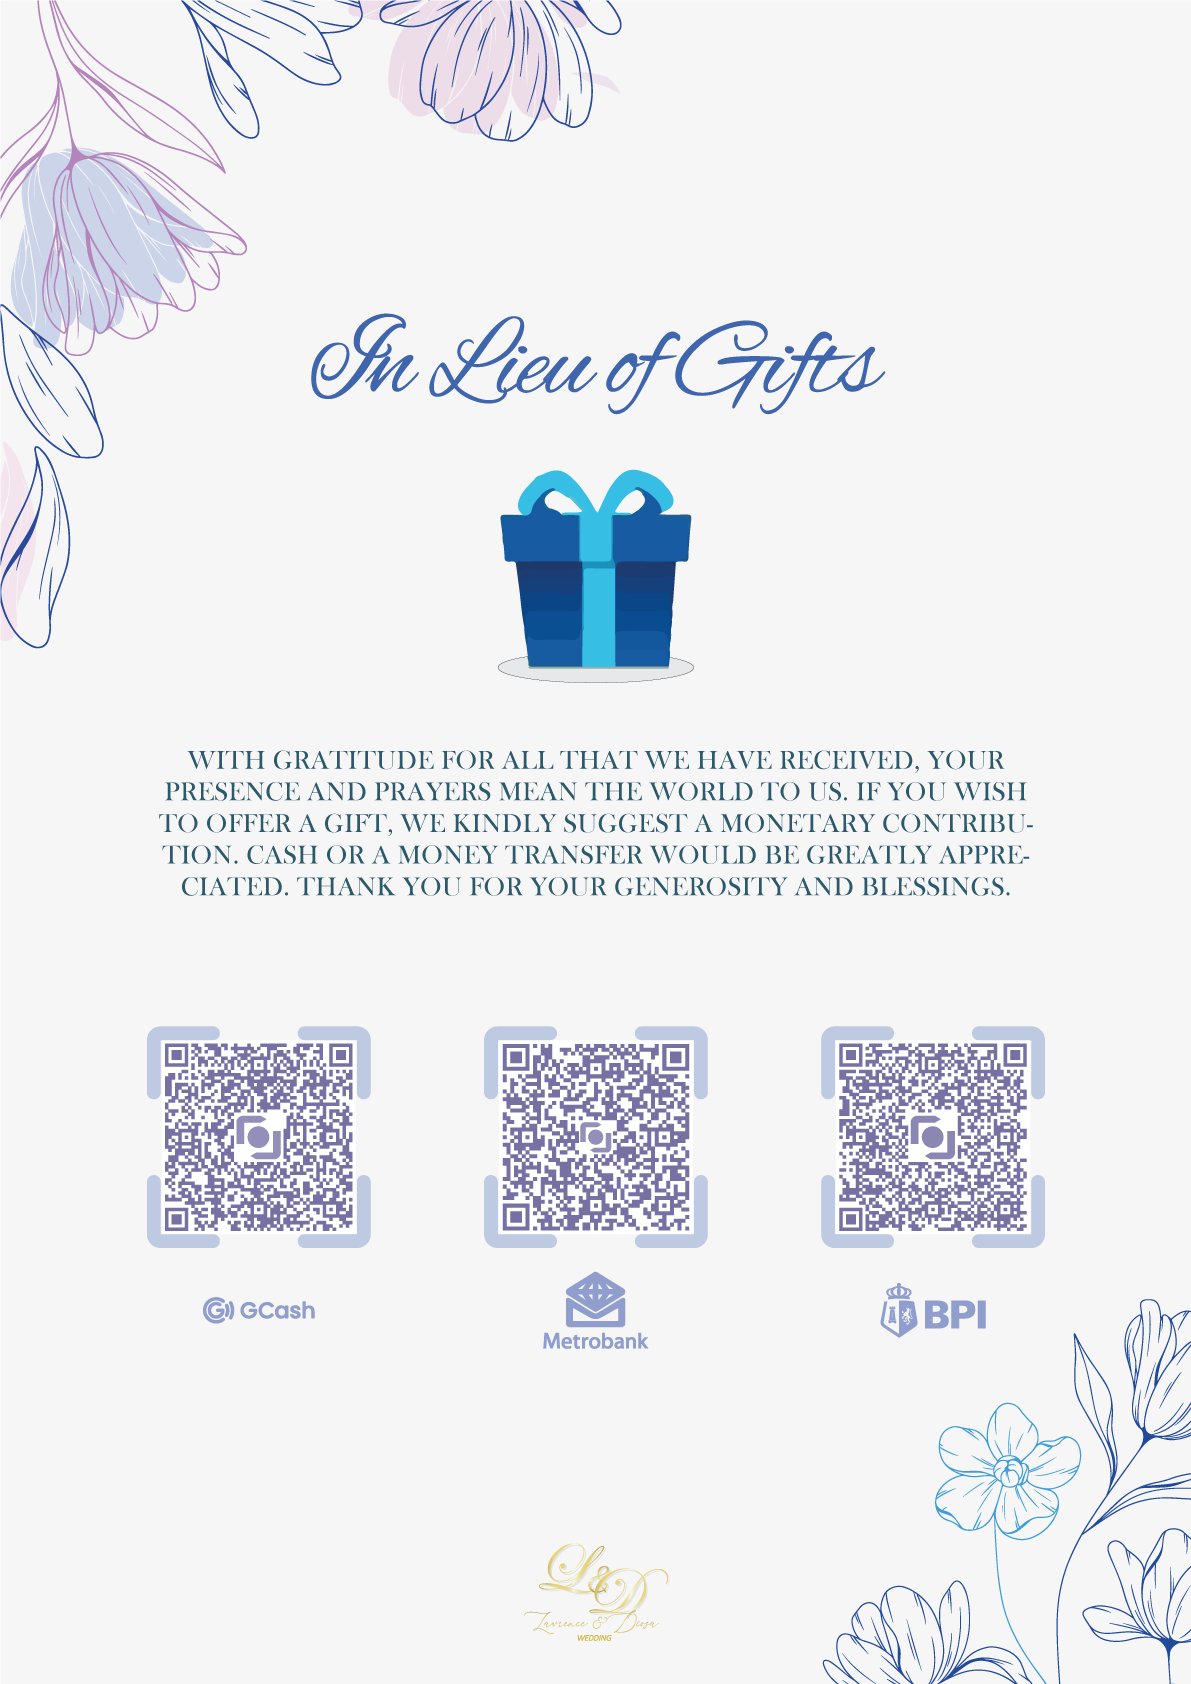 In Lieu of Gifts
WITH GRATITUDE FOR ALL THAT WE HAVE RECEIVED, YOUR
PRESENCE AND PRAYERS MEAN THE WORLD TO US. IF YOU WISH
TO OFFER A GIFT, WE KINDLY SUGGEST A MONETARY CONTRIBU-
TION. CASH OR A MONEY TRANSFER WOULD BE GREATLY APPRE-
CIATED. THANK YOU FOR YOUR GENEROSITY AND BLESSINGS.
GCash
Metrobank
BPI
L&D
Lawrence & Diosa
WEDDING